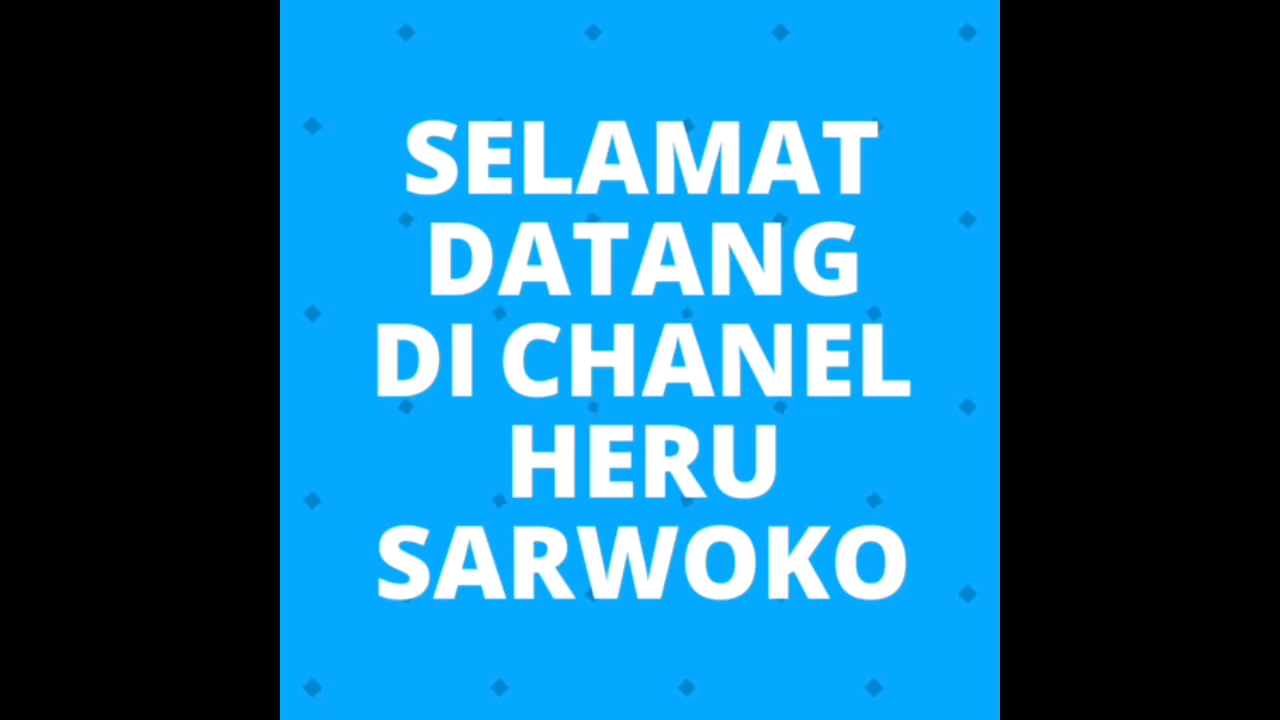 SELAMAT
DATANG
DI CHANEL
HERU
SARWOKO